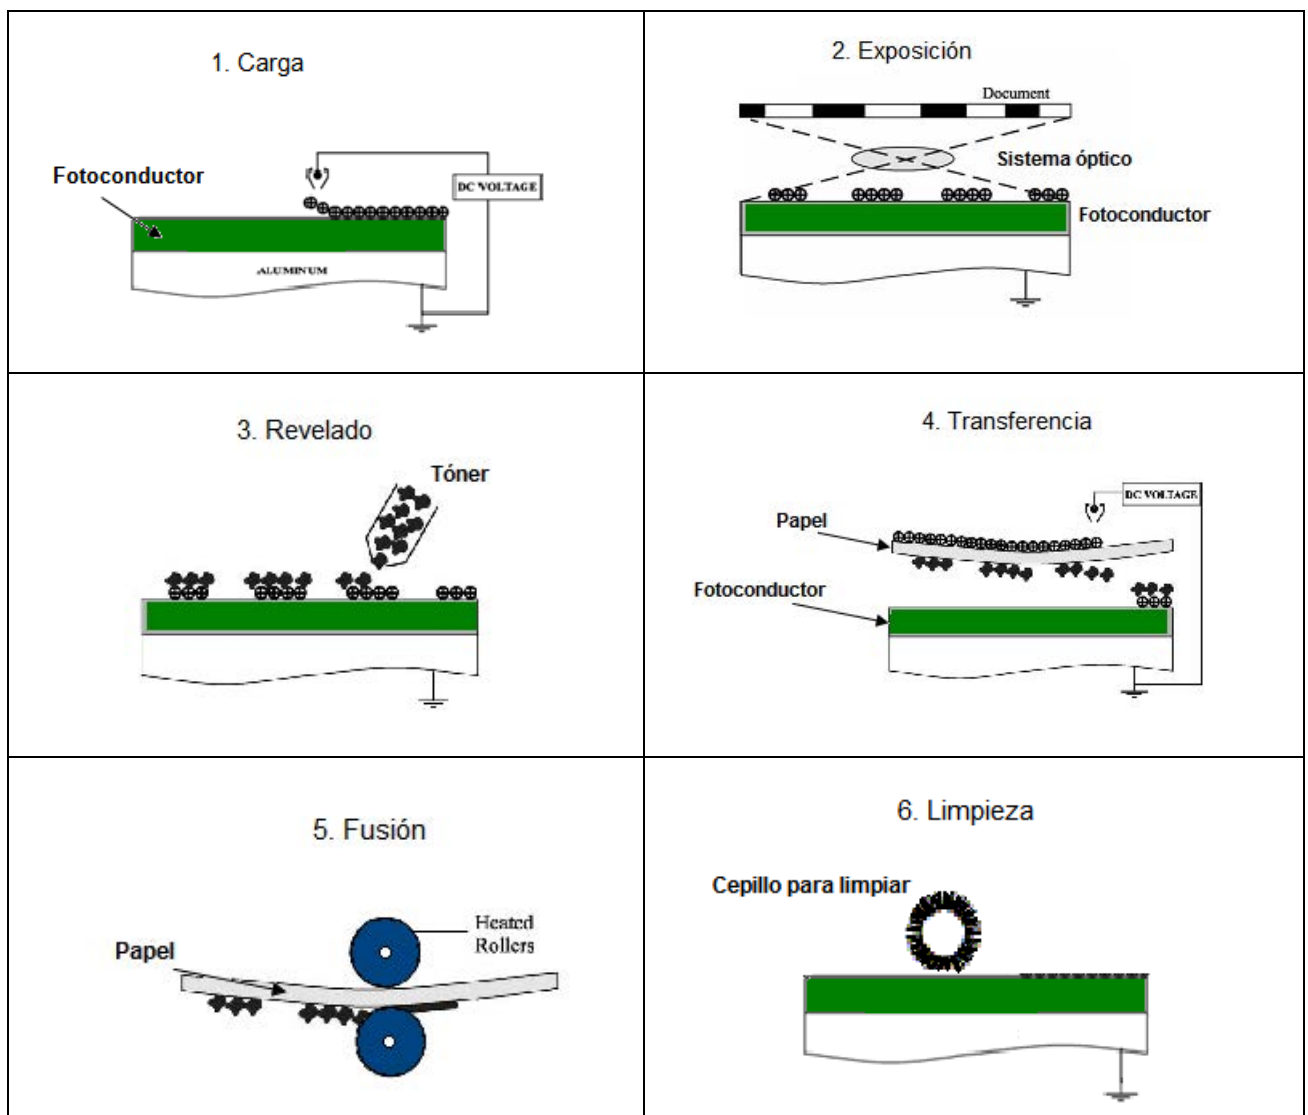 1. Carga
Fotoconductor
DC VOLTAGE
ALUMINUM
2. Exposición
Document
Sistema óptico
Fotoconductor
3. Revelado
Tóner
4. Transferencia
DC VOLTAGE
Papel
Fotoconductor
5. Fusión
Heated
Rollers
Papel
6. Limpieza
Cepillo para limpiar